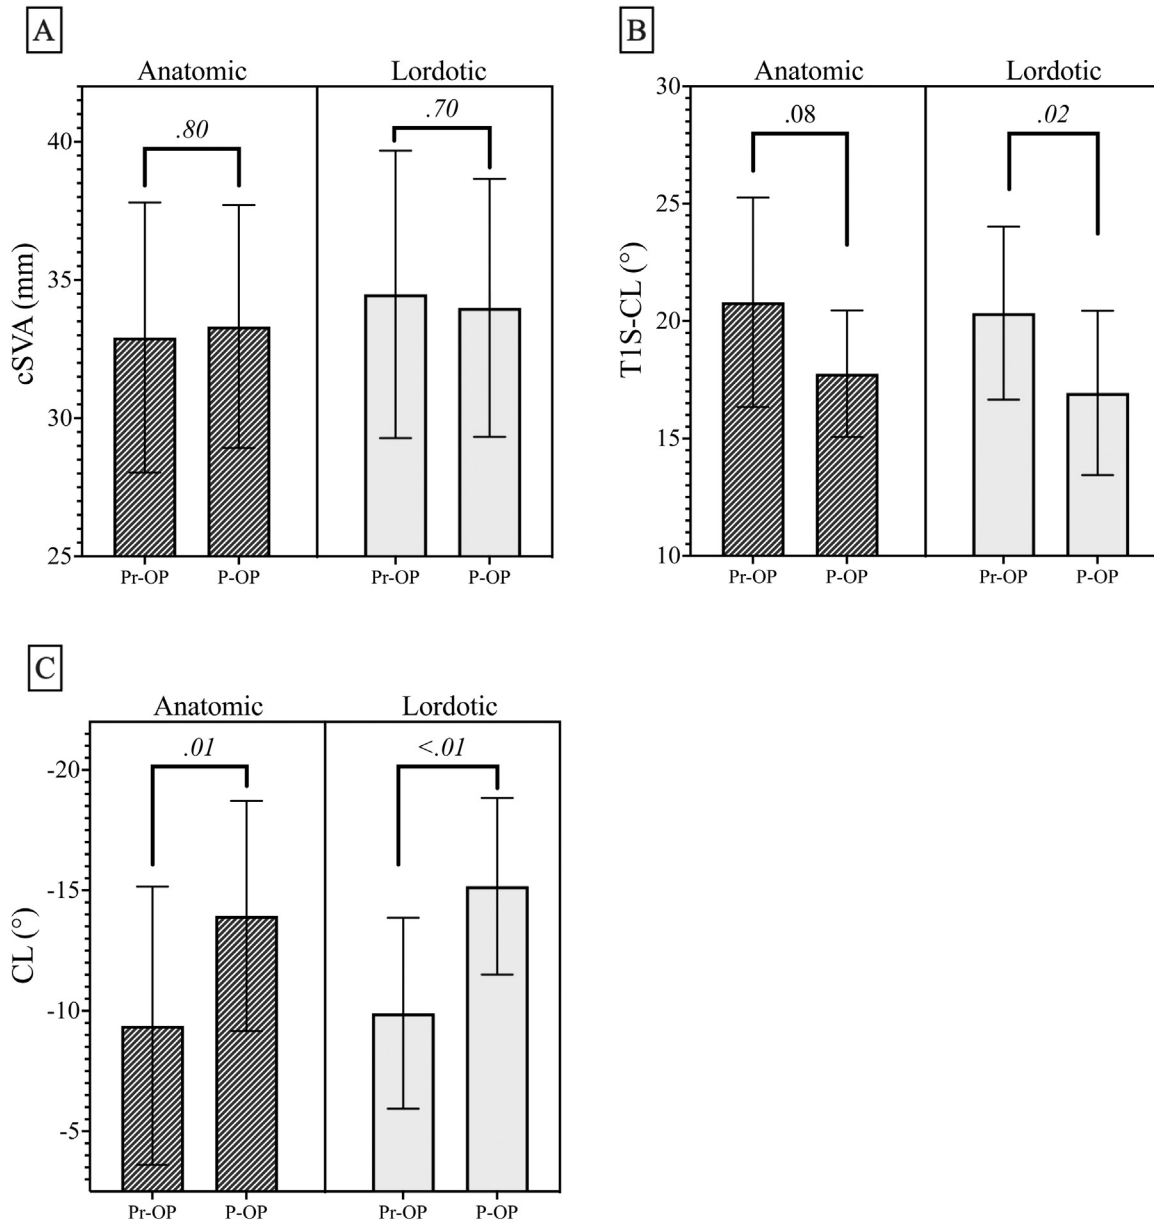 A
Anatomic
Lordotic
.80
.70
cSVA (mm)
40
35
30
25
Pr-OP
P-OP
Pr-OP
P-OP
B
Anatomic
Lordotic
.08
.02
T1S-CL (°)
30
25
20
15
10
Pr-OP
P-OP
Pr-OP
P-OP
C
Anatomic
Lordotic
.01
<.01
CL (°)
-20
-15
-10
-5
Pr-OP
P-OP
Pr-OP
P-OP